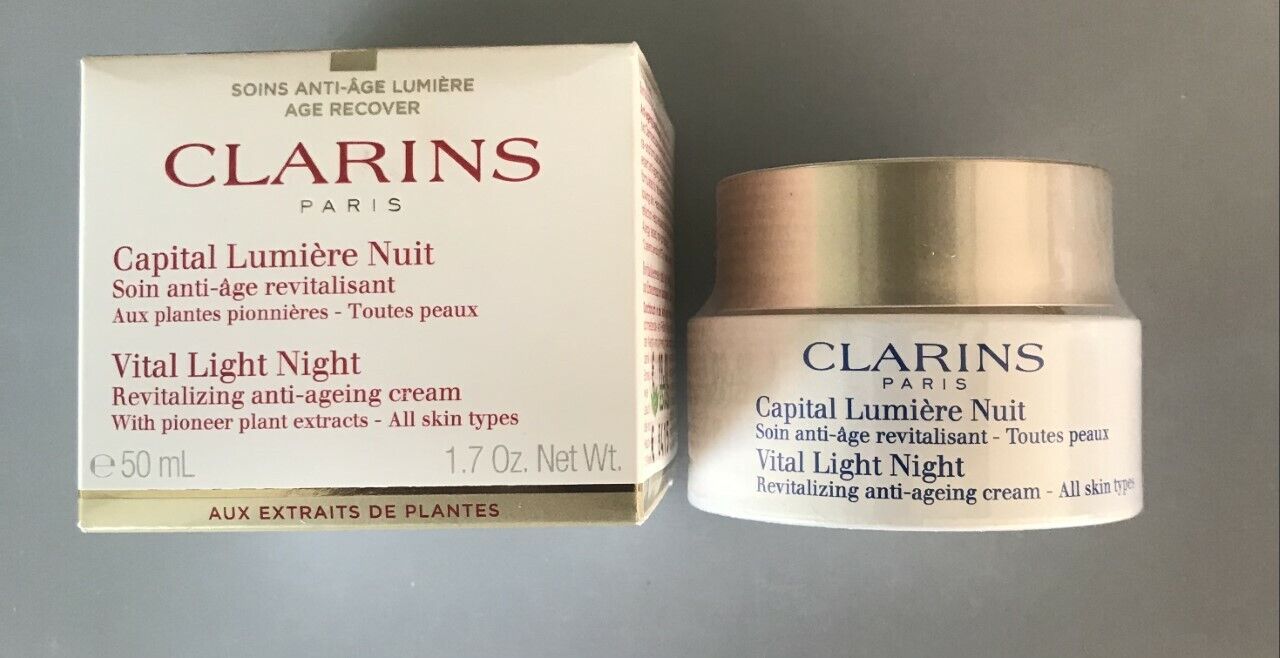 SOINS ANTI-ÂGE LUMIÈRE
AGE RECOVER
CLARINS
PARIS
Capital Lumière Nuit
Soin anti-âge revitalisant
Aux plantes pionnières - Toutes peaux
Vital Light Night
Revitalizing anti-ageing cream
With pioneer plant extracts - All skin types
℮ 50 mL
1.7 Oz. Net Wt.
AUX EXTRAITS DE PLANTES
CLARINS
PARIS
Capital Lumière Nuit
Soin anti-âge revitalisant - Toutes peaux
Vital Light Night
Revitalizing anti-ageing cream - All skin types